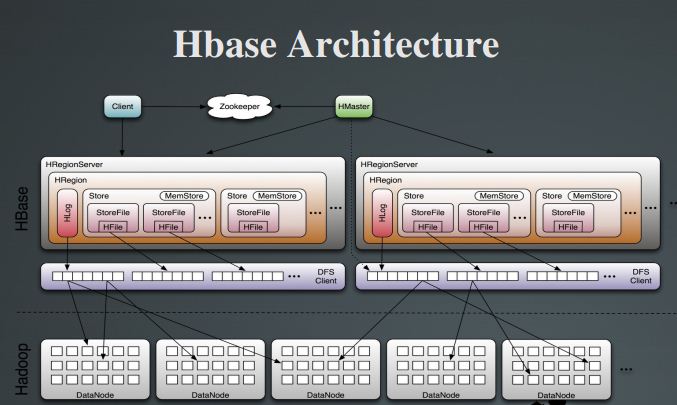 Hbase Architecture
Client
Zookeeper
HMaster
HBase
HRegionServer
HRegion
HLog
Store
MemStore
StoreFile
HFile
StoreFile
HFile
...
Store
MemStore
StoreFile
HFile
...
...
HRegionServer
HRegion
HLog
Store
MemStore
StoreFile
HFile
StoreFile
HFile
...
Store
MemStore
StoreFile
HFile
...
...
...
...
DFS
Client
...
DFS
Client
Hadoop
DataNode
DataNode
DataNode
DataNode
DataNode
...